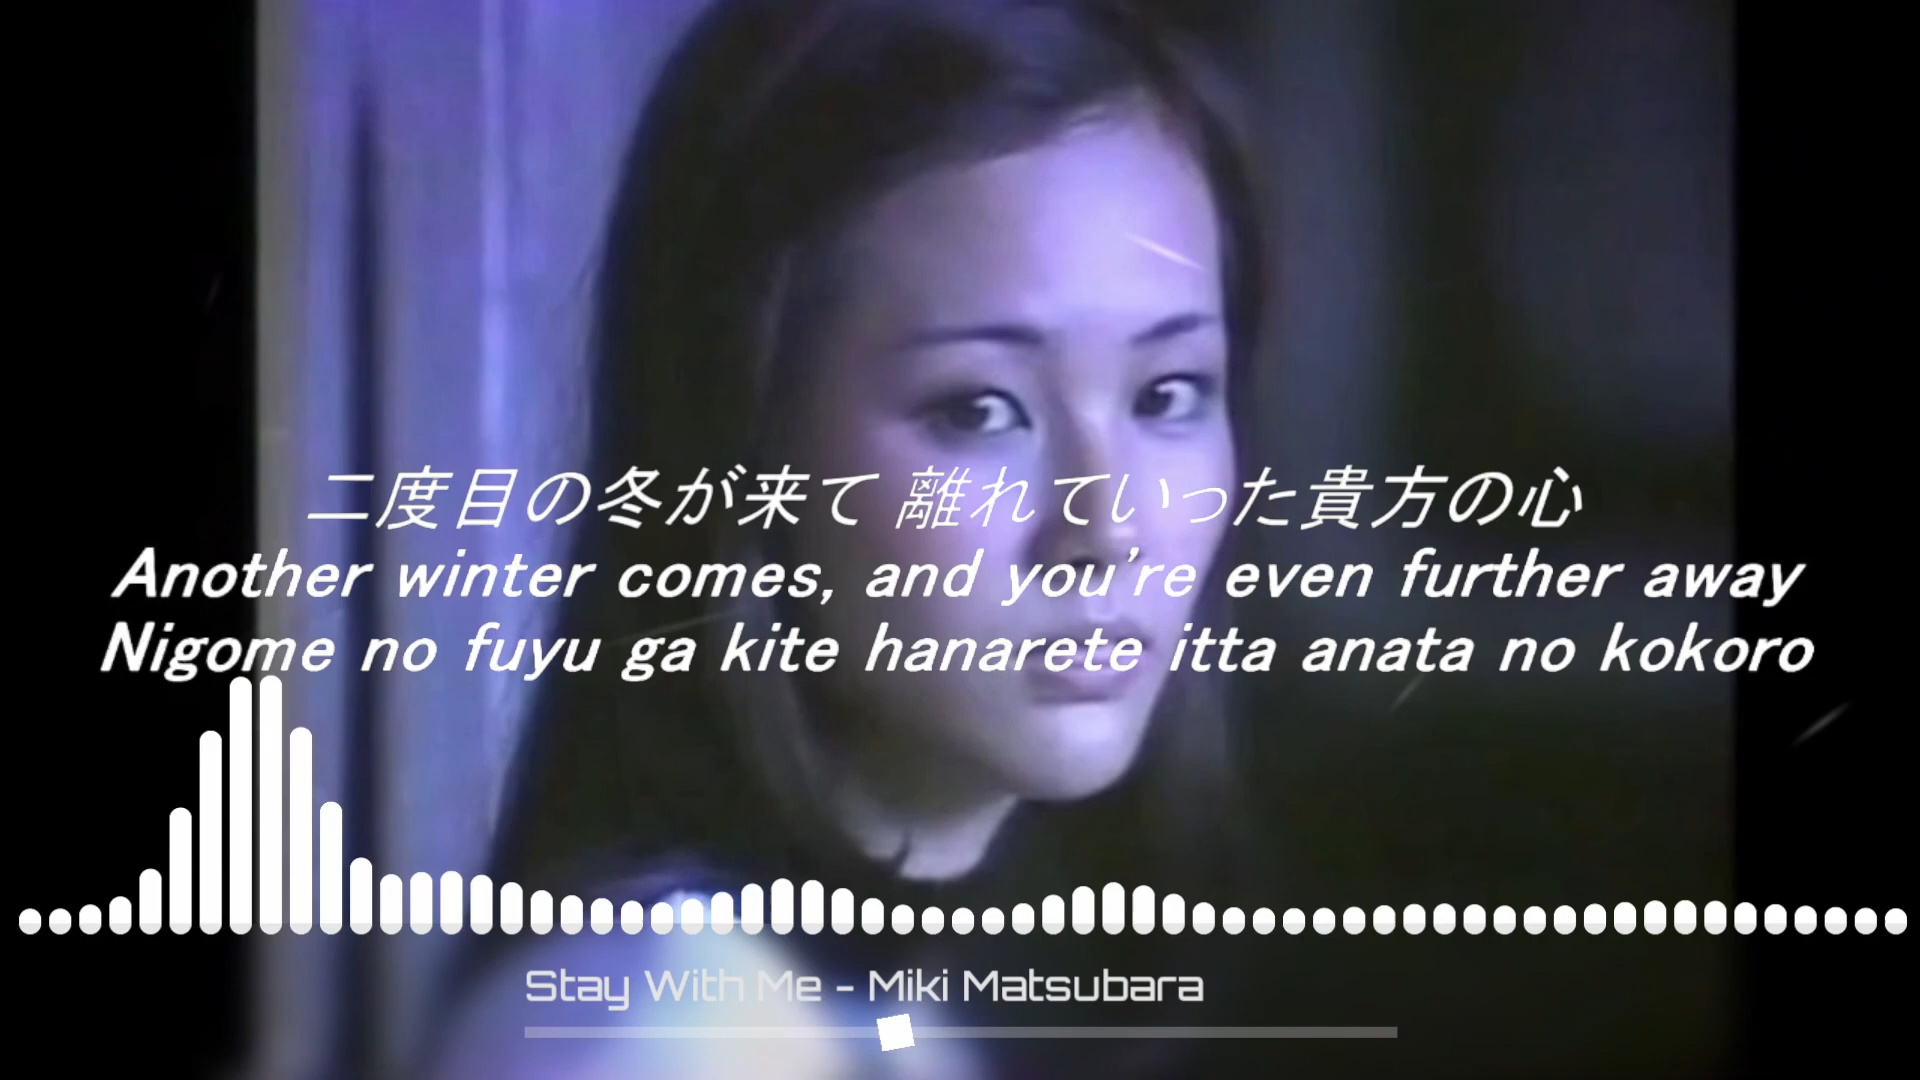 二度目の冬が来て 離れていった貴方の心
Another winter comes, and you're even further away
Nigome no fuyu ga kite hanarete itta anata no kokoro
Stay With Me - Miki Matsubara